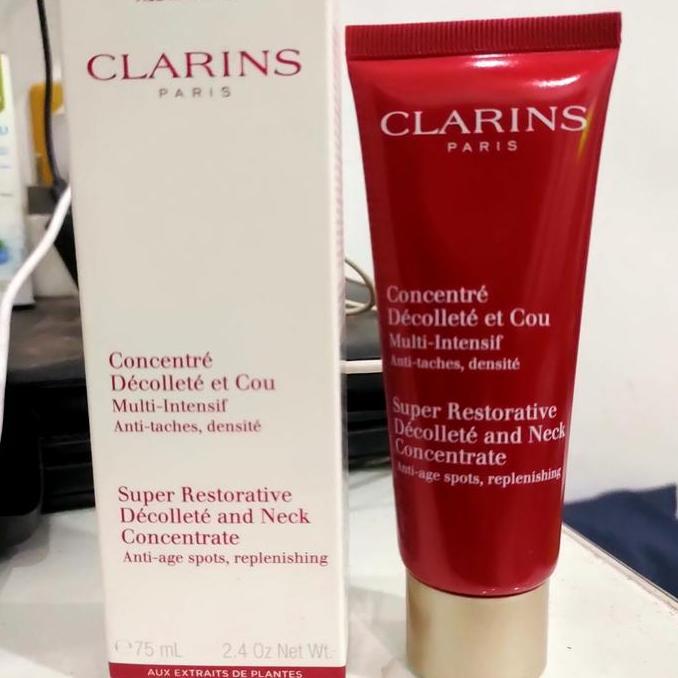 CLARINS
PARIS
Concentré
Décolleté et Cou
Multi-Intensif
Anti-taches, densité
Super Restorative
Décolleté and Neck
Concentrate
Anti-age spots, replenishing
℮75 mL 2.4 Oz Net Wt.
AUX EXTRAITS DE PLANTES
CLARINS
PARIS
Concentré
Décolleté et Cou
Multi-Intensif
Anti-taches, densité
Super Restorative
Décolleté and Neck
Concentrate
Anti-age spots, replenishing